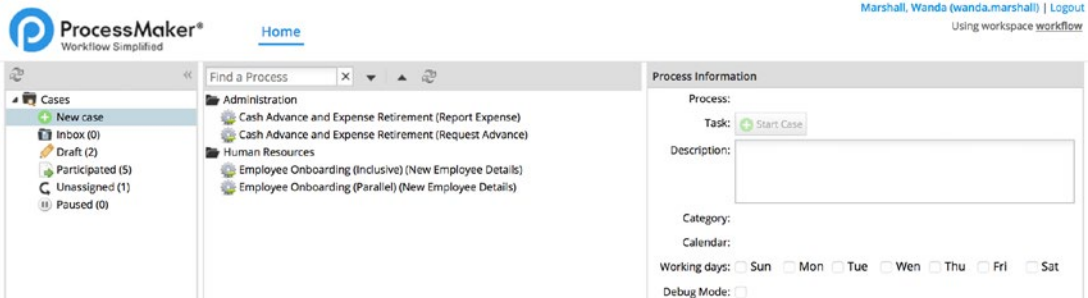 Marshall, Wanda (wanda.marshall) | Logout
Using workspace workflow
ProcessMaker®
Workflow Simplified
Home
Cases
New case
Inbox (0)
Draft (2)
Participated (5)
Unassigned (1)
Paused (0)
Find a Process
Administration
Cash Advance and Expense Retirement (Report Expense)
Cash Advance and Expense Retirement (Request Advance)
Human Resources
Employee Onboarding (Inclusive) (New Employee Details)
Employee Onboarding (Parallel) (New Employee Details)
Process Information
Process:
Task: Start Case
Description:
Category:
Calendar:
Working days: Sun Mon Tue Wen Thu Fri Sat
Debug Mode: